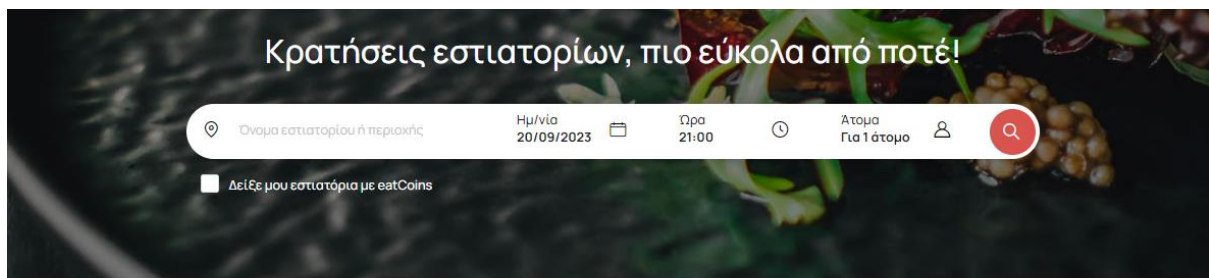 Κρατήσεις εστιατορίων, πιο εύκολα από ποτέ!
Όνομα εστιατορίου ή περιοχής
Ημ/νία
20/09/2023
Ώρα
21:00
Άτομα
Για 1 άτομο
Δείξε μου εστιατόρια με eatCoins